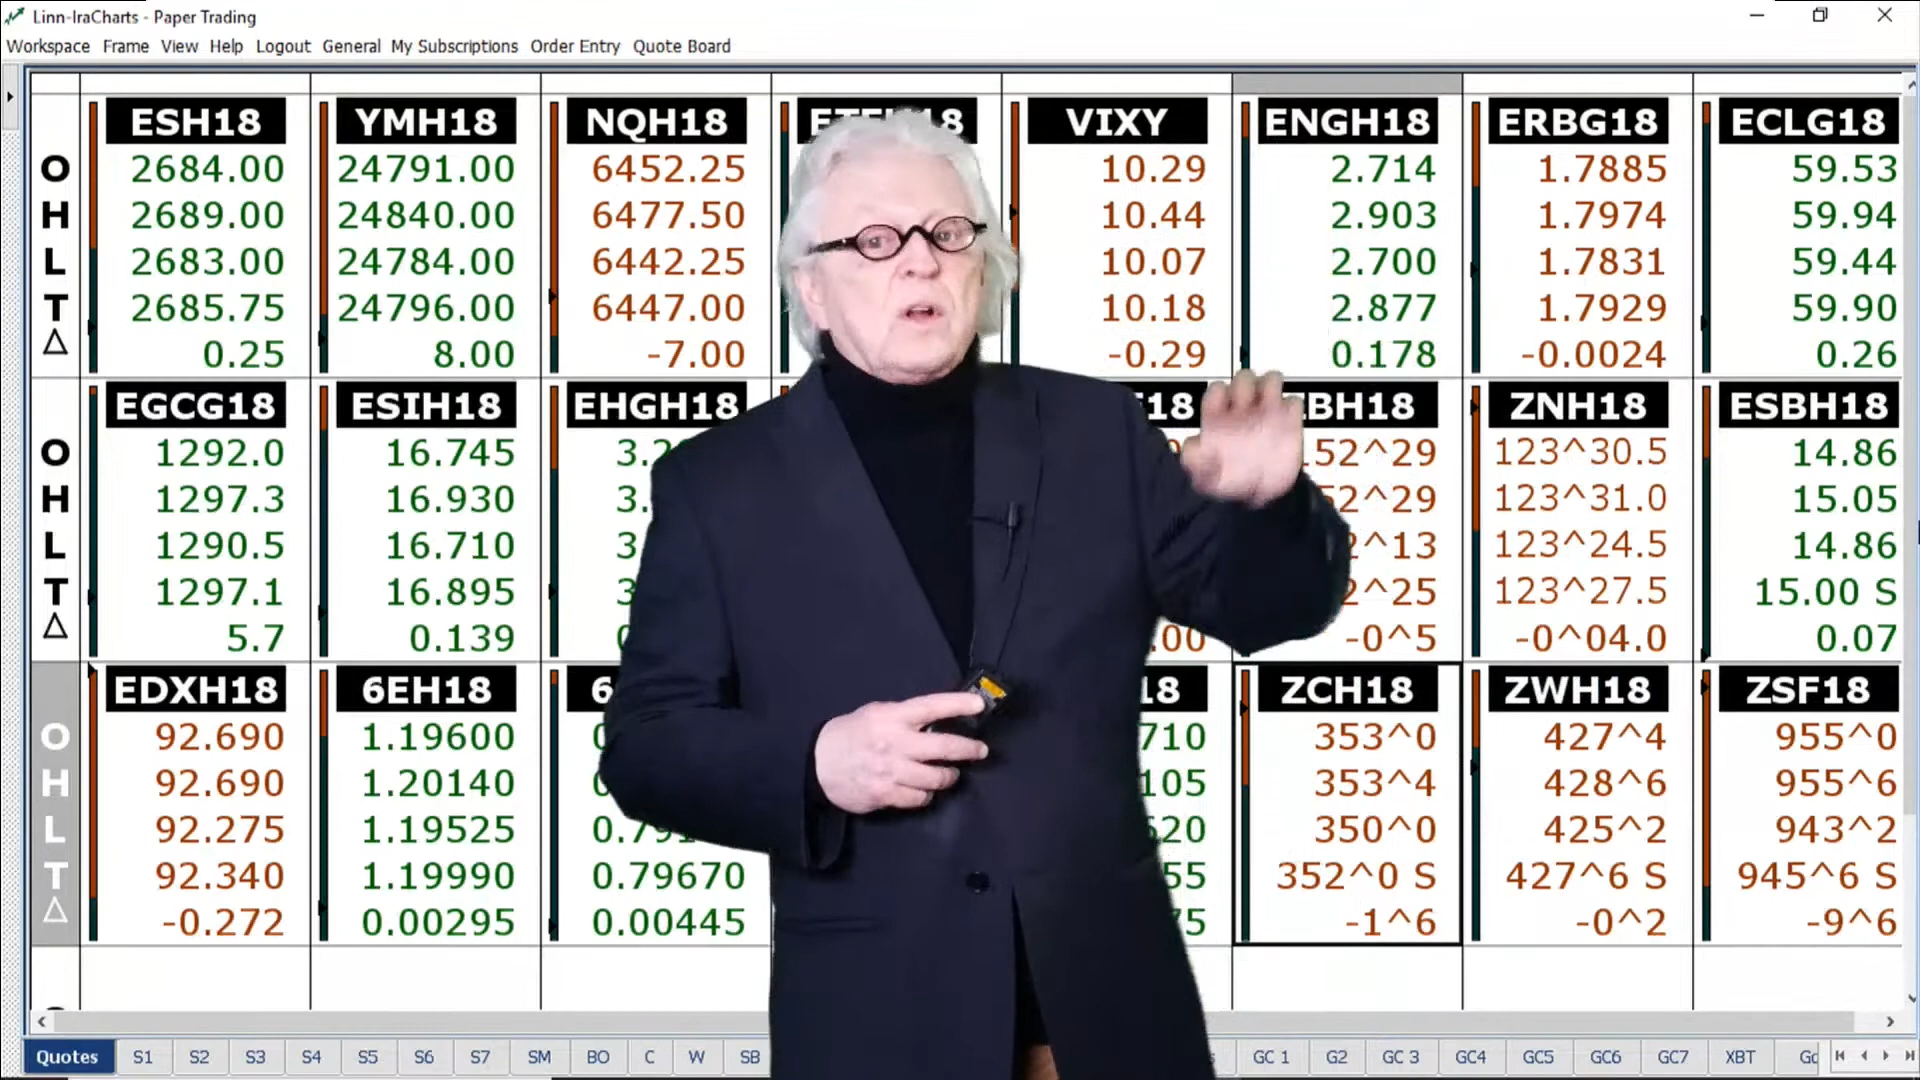 Linn-IraCharts - Paper Trading
Workspace Frame View Help Logout General My Subscriptions Order Entry Quote Board
ESH18 YMH18 NQH18 VIXY ENGH18 ERBG18 ECLG18
O 2684.00 24791.00 6452.25 10.29 2.714 1.7885 59.53
H 2689.00 24840.00 6477.50 10.44 2.903 1.7974 59.94
L 2683.00 24784.00 6442.25 10.07 2.700 1.7831 59.44
T 2685.75 24796.00 6447.00 10.18 2.877 1.7929 59.90
Δ 0.25 8.00 -7.00 -0.29 0.178 -0.0024 0.26
EGCG18 ESIH18 EHGH18 ZNH18 ESBH18
O 1292.0 16.745 123^30.5 14.86
H 1297.3 16.930 123^31.0 15.05
L 1290.5 16.710 123^24.5 14.86
T 1297.1 16.895 123^27.5 15.00 S
Δ 5.7 0.139 -0^5 -0^04.0 0.07
EDXH18 6EH18 ZCH18 ZWH18 ZSF18
O 92.690 1.19600 353^0 427^4 955^0
H 92.690 1.20140 353^4 428^6 955^6
L 92.275 1.19525 350^0 425^2 943^2
T 92.340 1.19990 0.79670 352^0 S 427^6 S 945^6 S
Δ -0.272 0.00295 0.00445 -1^6 -0^2 -9^6
Quotes S1 S2 S3 S4 S5 S6 S7 SM BO C W SB GC 1 G2 GC 3 GC4 GC5 GC6 GC7 XBT